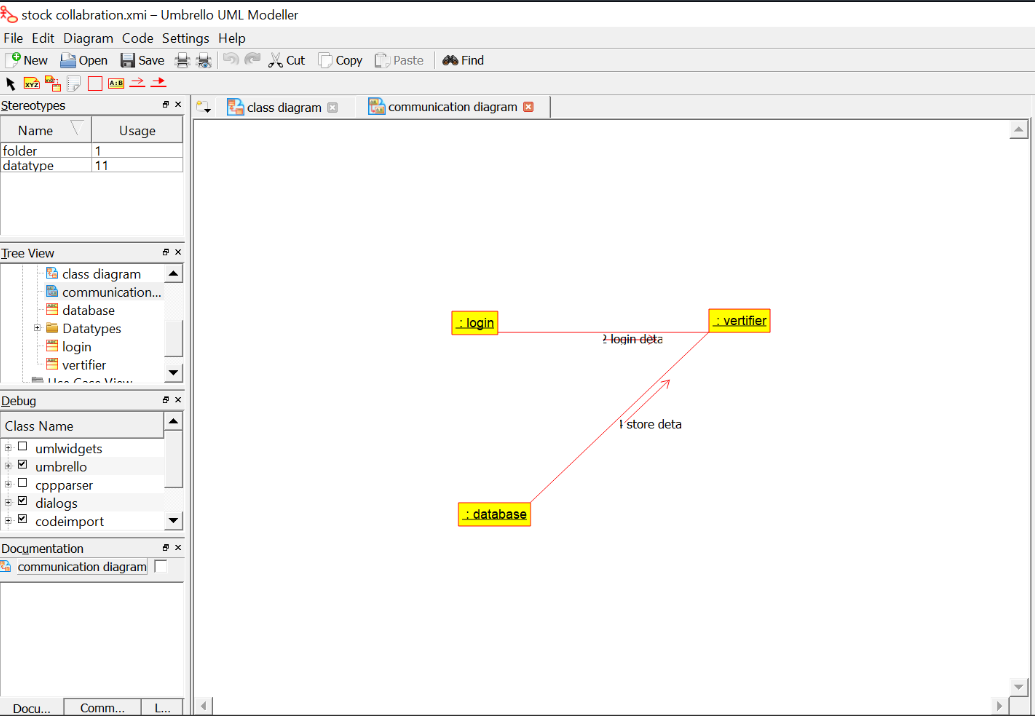 stock collabration.xmi – Umbrello UML Modeller
File Edit Diagram Code Settings Help
New Open Save Cut Copy Paste Find
XYZ A:B
Stereotypes
class diagram communication diagram
Name Usage
folder 1
datatype 11
Tree View
class diagram
communication...
database
Datatypes
login
vertifier
Use Case View
: login
: vertifier
2 login deta
store deta
: database
Debug
Class Name
umlwidgets
umbrello
cppparser
dialogs
codeimport
Documentation
communication diagram
Docu... Comm... L...